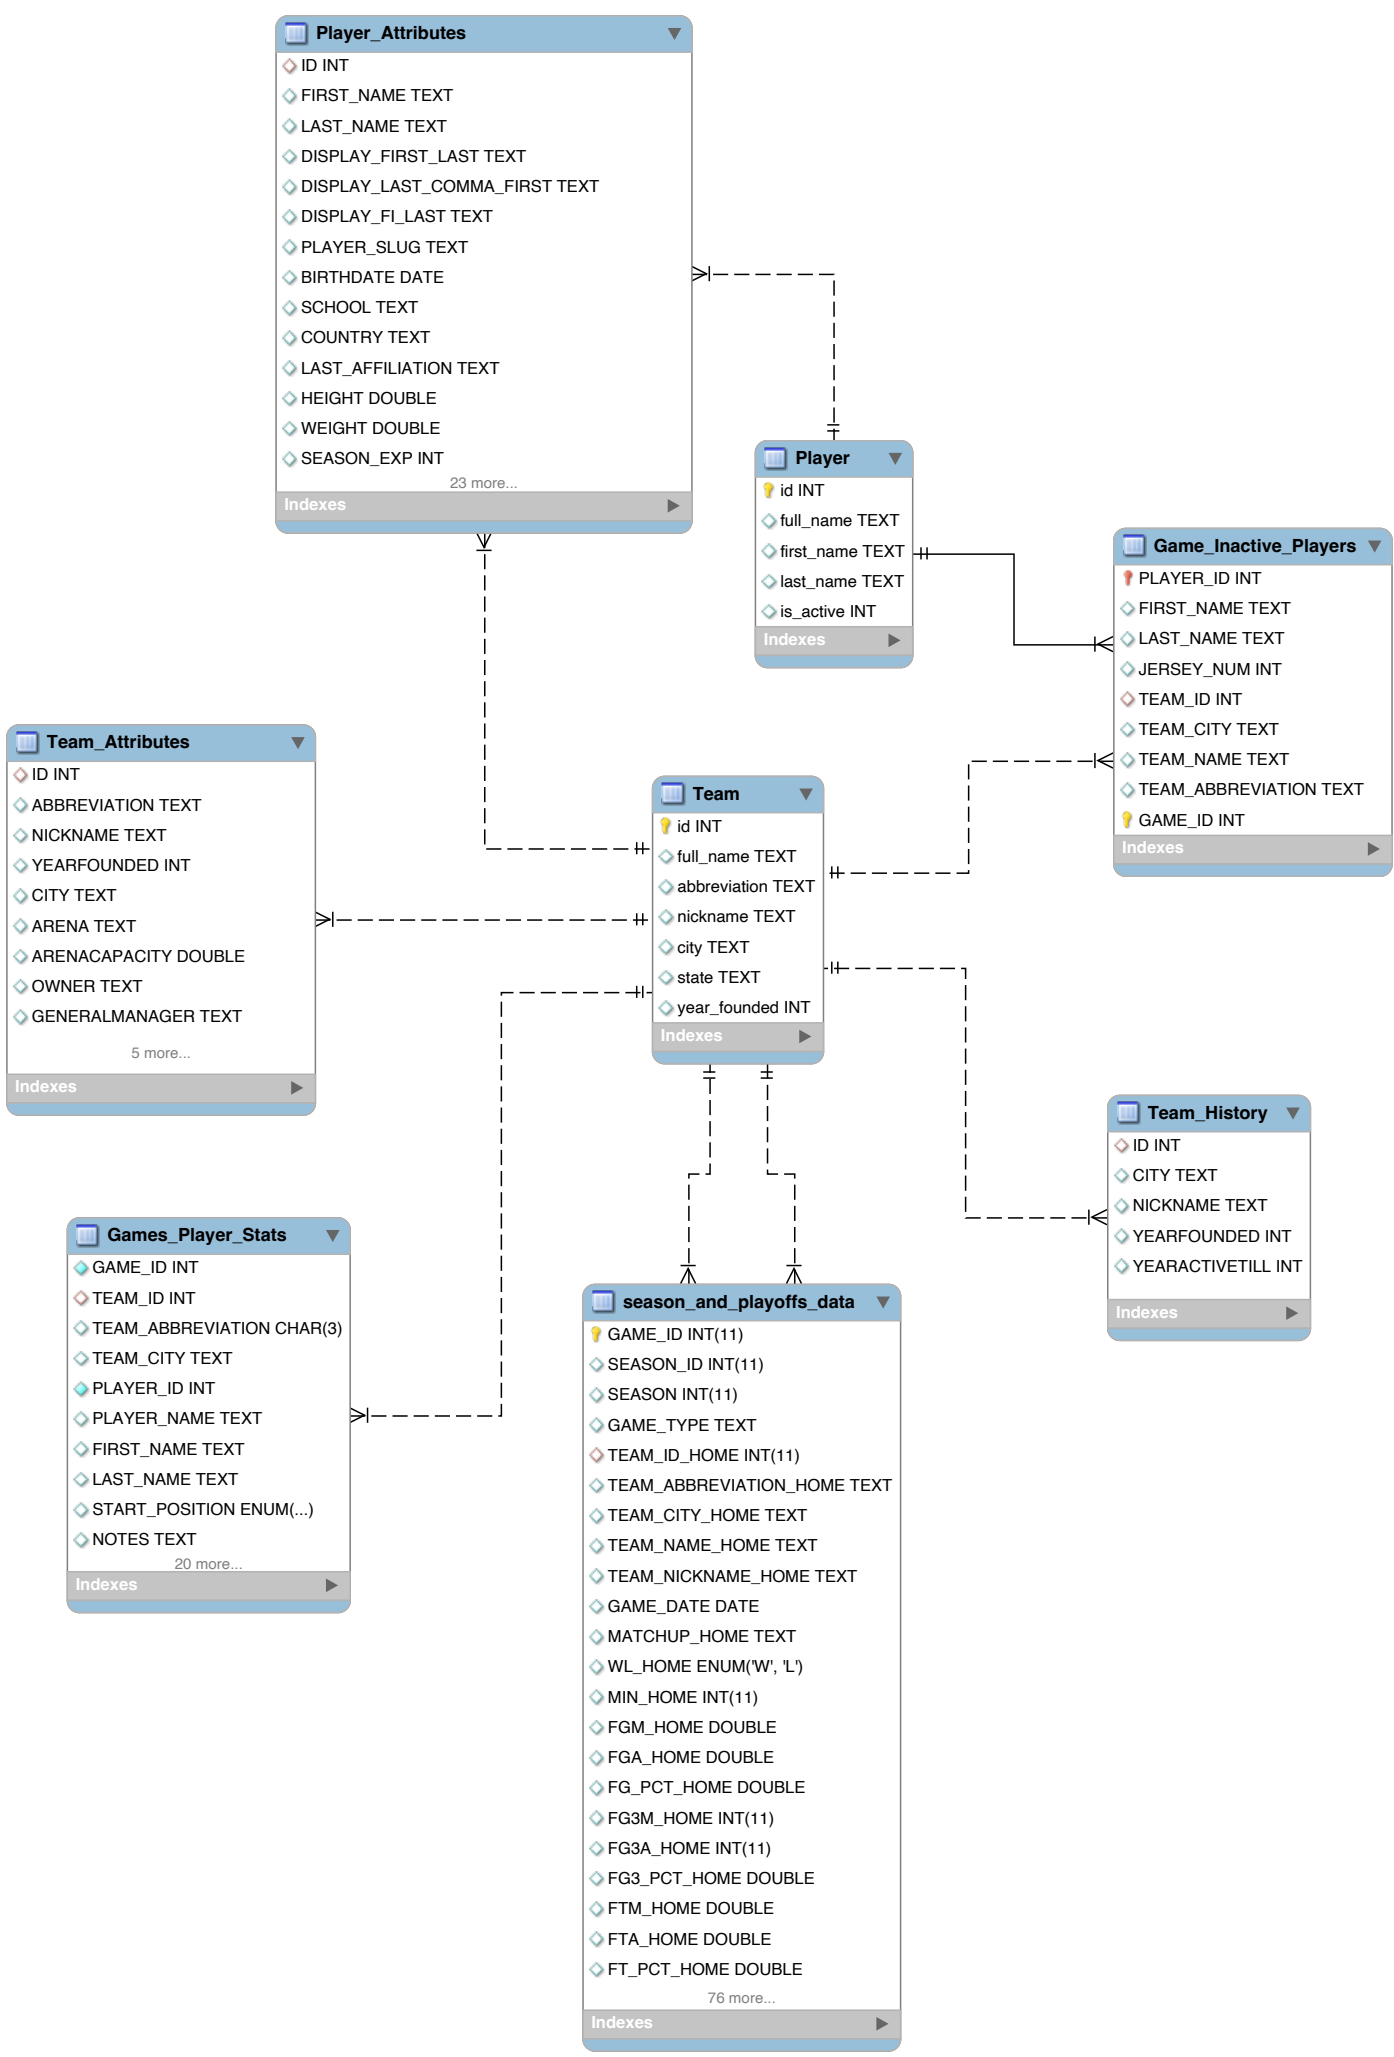 Player_Attributes
ID INT
FIRST_NAME TEXT
LAST_NAME TEXT
DISPLAY_FIRST_LAST TEXT
DISPLAY_LAST_COMMA_FIRST TEXT
DISPLAY_FI_LAST TEXT
PLAYER_SLUG TEXT
BIRTHDATE DATE
SCHOOL TEXT
COUNTRY TEXT
LAST_AFFILIATION TEXT
HEIGHT DOUBLE
WEIGHT DOUBLE
SEASON_EXP INT
23 more...
Indexes
Player
id INT
full_name TEXT
first_name TEXT
last_name TEXT
is_active INT
Indexes
Game_Inactive_Players
PLAYER_ID INT
FIRST_NAME TEXT
LAST_NAME TEXT
JERSEY_NUM INT
TEAM_ID INT
TEAM_CITY TEXT
TEAM_NAME TEXT
TEAM_ABBREVIATION TEXT
GAME_ID INT
Indexes
Team_Attributes
ID INT
ABBREVIATION TEXT
NICKNAME TEXT
YEARFOUNDED INT
CITY TEXT
ARENA TEXT
ARENACAPACITY DOUBLE
OWNER TEXT
GENERALMANAGER TEXT
5 more...
Indexes
Team
id INT
full_name TEXT
abbreviation TEXT
nickname TEXT
city TEXT
state TEXT
year_founded INT
Indexes
Team_History
ID INT
CITY TEXT
NICKNAME TEXT
YEARFOUNDED INT
YEARACTIVETILL INT
Indexes
Games_Player_Stats
GAME_ID INT
TEAM_ID INT
TEAM_ABBREVIATION CHAR(3)
TEAM_CITY TEXT
PLAYER_ID INT
PLAYER_NAME TEXT
FIRST_NAME TEXT
LAST_NAME TEXT
START_POSITION ENUM(...)
NOTES TEXT
20 more...
Indexes
season_and_playoffs_data
GAME_ID INT(11)
SEASON_ID INT(11)
SEASON INT(11)
GAME_TYPE TEXT
TEAM_ID_HOME INT(11)
TEAM_ABBREVIATION_HOME TEXT
TEAM_CITY_HOME TEXT
TEAM_NAME_HOME TEXT
TEAM_NICKNAME_HOME TEXT
GAME_DATE DATE
MATCHUP_HOME TEXT
WL_HOME ENUM('W', 'L')
MIN_HOME INT(11)
FGM_HOME DOUBLE
FGA_HOME DOUBLE
FG_PCT_HOME DOUBLE
FG3M_HOME INT(11)
FG3A_HOME INT(11)
FG3_PCT_HOME DOUBLE
FTM_HOME DOUBLE
FTA_HOME DOUBLE
FT_PCT_HOME DOUBLE
76 more...
Indexes